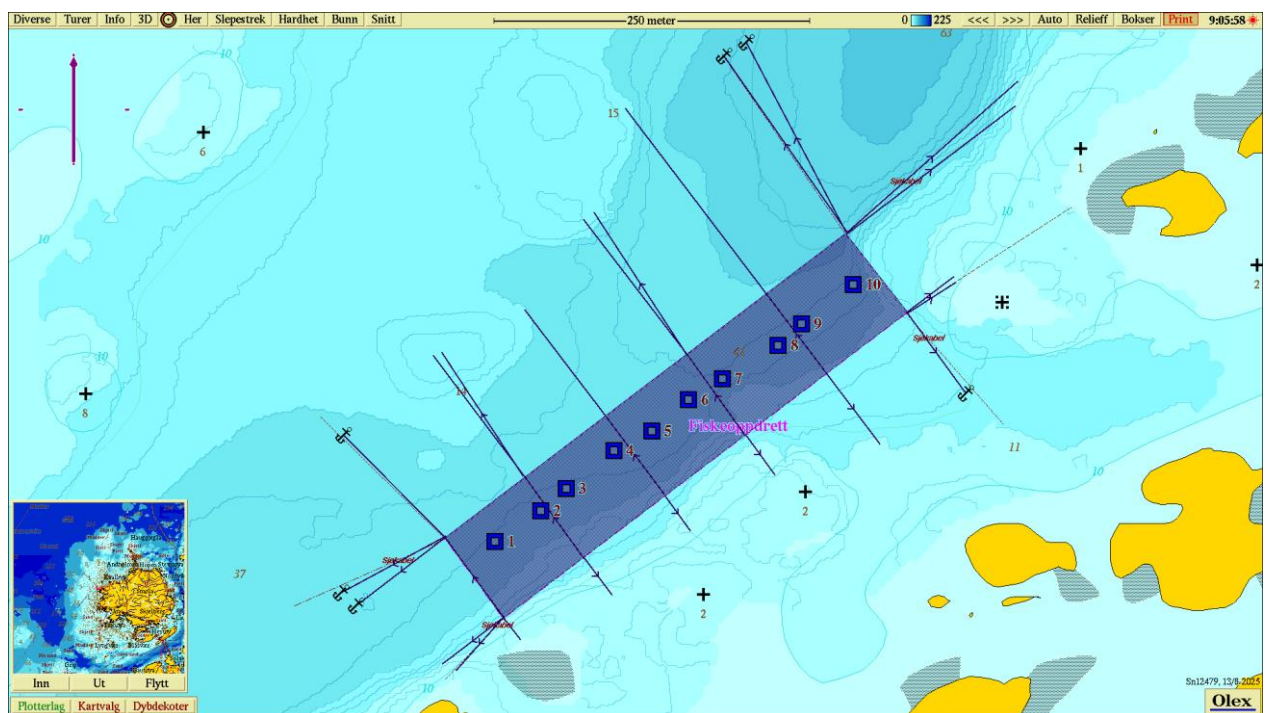 Diverse Turer Info 3D Her Slepestrek Hardhet Bunn Snitt 250 meter 0 225 <<< >>> Auto Relieff Bokser Print 9:05:58
63
10
15
6
1
Sjøkabel
10
10
2
10
9
8
7
6
Sjøkabel
10
8
14
5
Fiskeoppdrett
4
11
10
3
2
2
1
Sjøkabel
37
2
Sjøkabel
10
Inn Ut Flytt
Sn12479, 13/8-2025
Plotterlag Kartvalg Dybdekoter
Olex